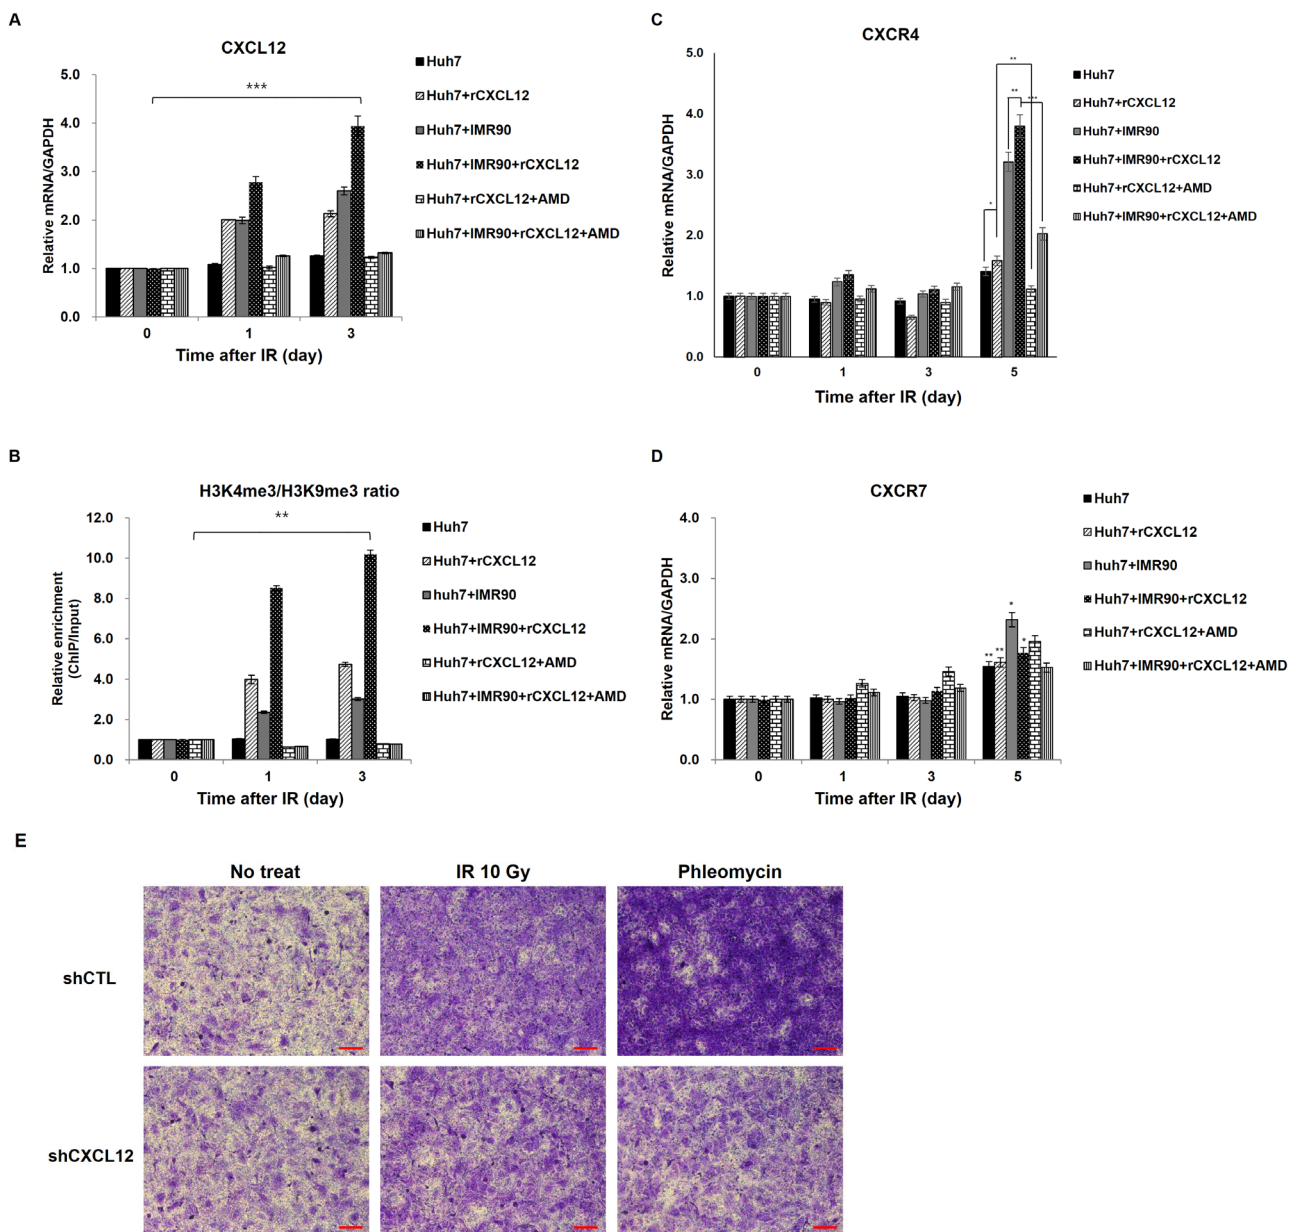 A
CXCL12
Relative mRNA/GAPDH
5.0
4.0
3.0
2.0
1.0
0.0
***
0
1
3
Time after IR (day)
Huh7
Huh7+rCXCL12
Huh7+IMR90
Huh7+IMR90+rCXCL12
Huh7+rCXCL12+AMD
Huh7+IMR90+rCXCL12+AMD
C
CXCR4
Relative mRNA/GAPDH
5.0
4.0
3.0
2.0
1.0
0.0
**
**
***
*
0
1
3
5
Time after IR (day)
Huh7
Huh7+rCXCL12
Huh7+IMR90
Huh7+IMR90+rCXCL12
Huh7+rCXCL12+AMD
Huh7+IMR90+rCXCL12+AMD
B
H3K4me3/H3K9me3 ratio
Relative enrichment
(ChIP/Input)
12.0
10.0
8.0
6.0
4.0
2.0
0.0
**
0
1
3
Time after IR (day)
Huh7
Huh7+rCXCL12
huh7+IMR90
Huh7+IMR90+rCXCL12
Huh7+rCXCL12+AMD
Huh7+IMR90+rCXCL12+AMD
D
CXCR7
Relative mRNA/GAPDH
4.0
3.0
2.0
1.0
0.0
** ** * *
0
1
3
5
Time after IR (day)
Huh7
Huh7+rCXCL12
huh7+IMR90
Huh7+IMR90+rCXCL12
Huh7+rCXCL12+AMD
Huh7+IMR90+rCXCL12+AMD
E
No treat
IR 10 Gy
Phleomycin
shCTL
shCXCL12